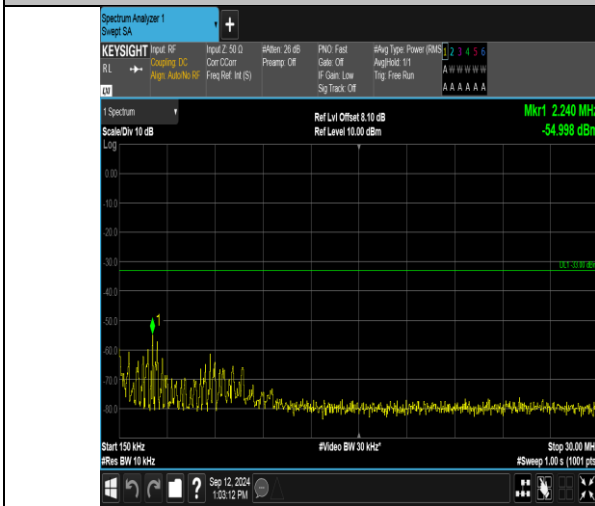 Spectrum Analyzer 1
Swept SA
+
KEYSIGHT Input: RF Input Z: 50 Ω #Atten: 26 dB PNO: Fast #Avg Type: Power (RMS 1 2 3 4 5 6
RL Coupling: DC Corr CCorr Preamp: Off Gate: Off Avg|Hold: 1/1 A W W W W W
Align: Auto/No RF Freq Ref: Int (S) IF Gain: Low Trig: Free Run
Sig Track: Off A A A A A A
1 Spectrum
Ref Lvl Offset 8.10 dB Mkr1 2.240 MHz
Scale/Div 10 dB Ref Level 10.00 dBm -54.998 dBm
Log
0.00
-10.0
-20.0
-30.0
DL1 -33.00 dBm
-40.0
-50.0
1
-60.0
-70.0
-80.0
Start 150 kHz #Video BW 30 kHz* Stop 30.00 MH
#Res BW 10 kHz #Sweep 1.00 s (1001 pts
? Sep 12, 2024
1:03:12 PM